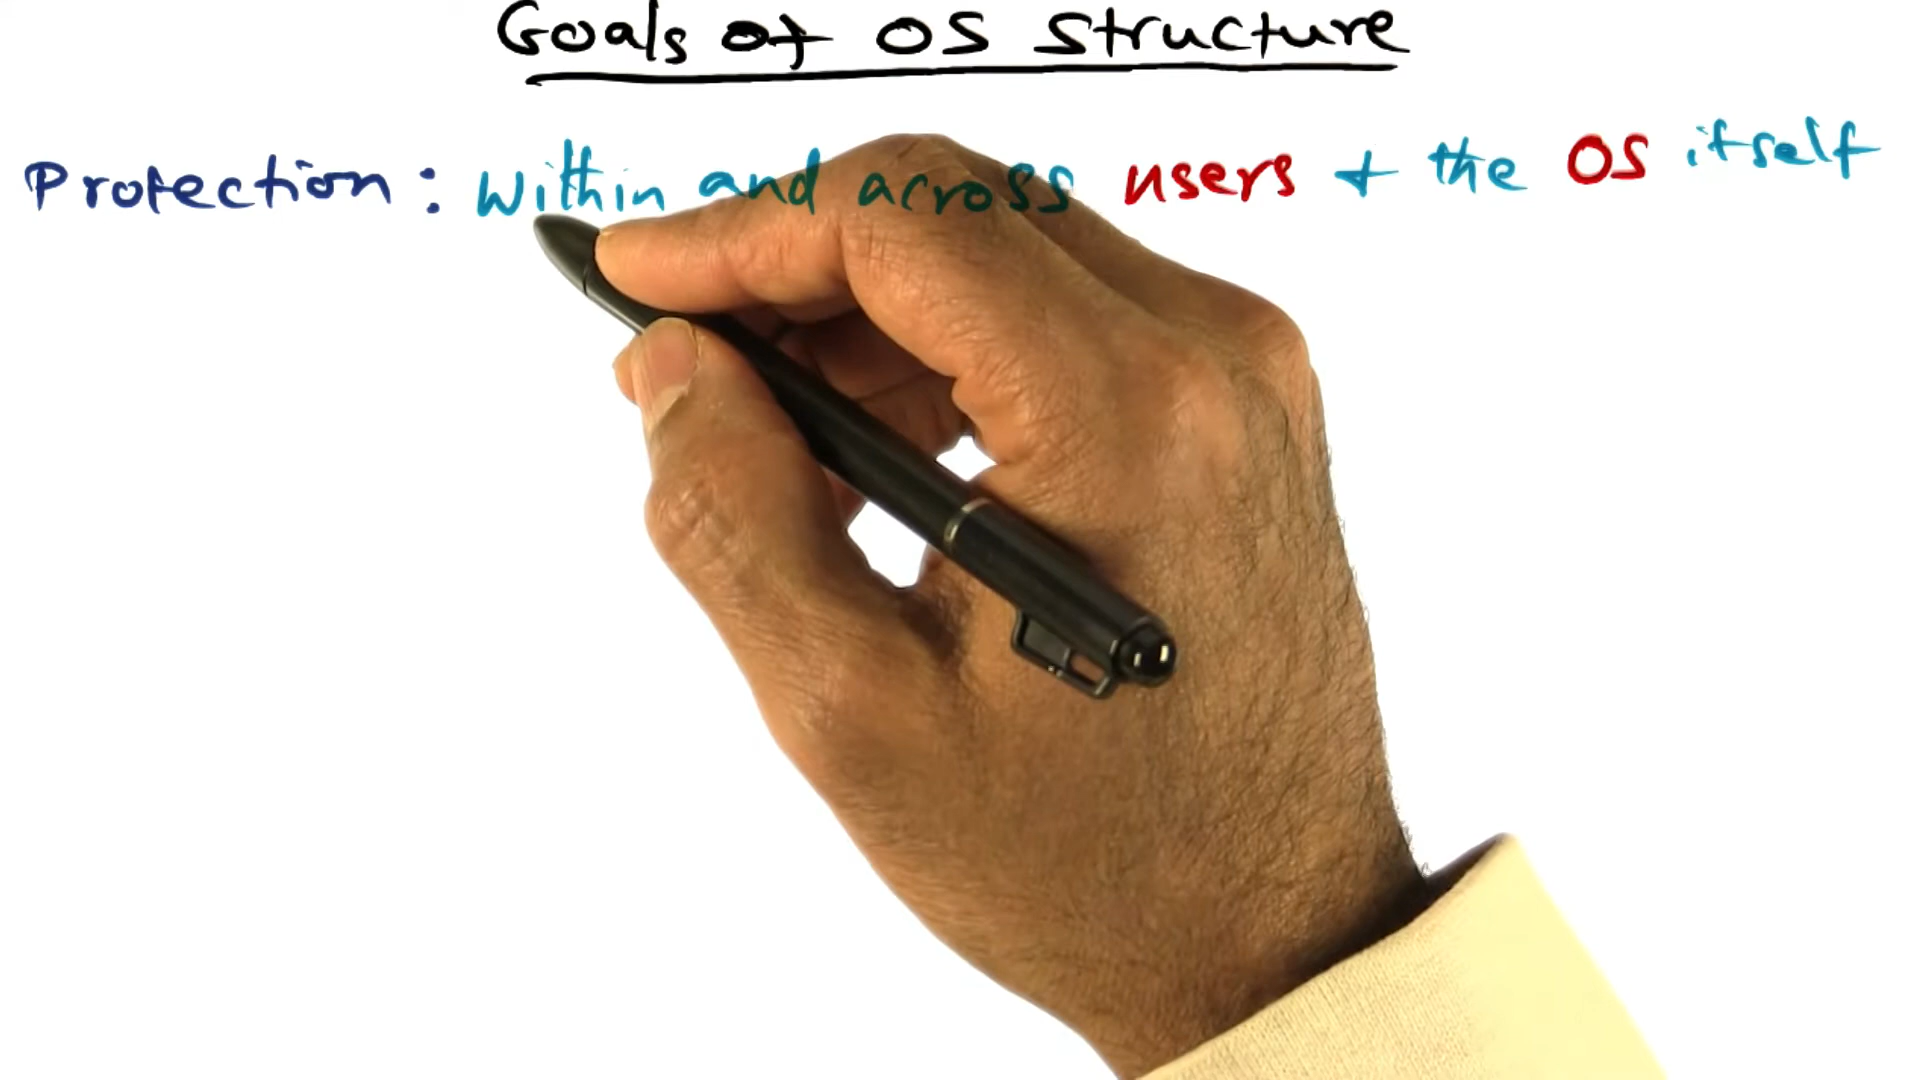 Goals of OS structure
Protection: within and across users + the OS itself